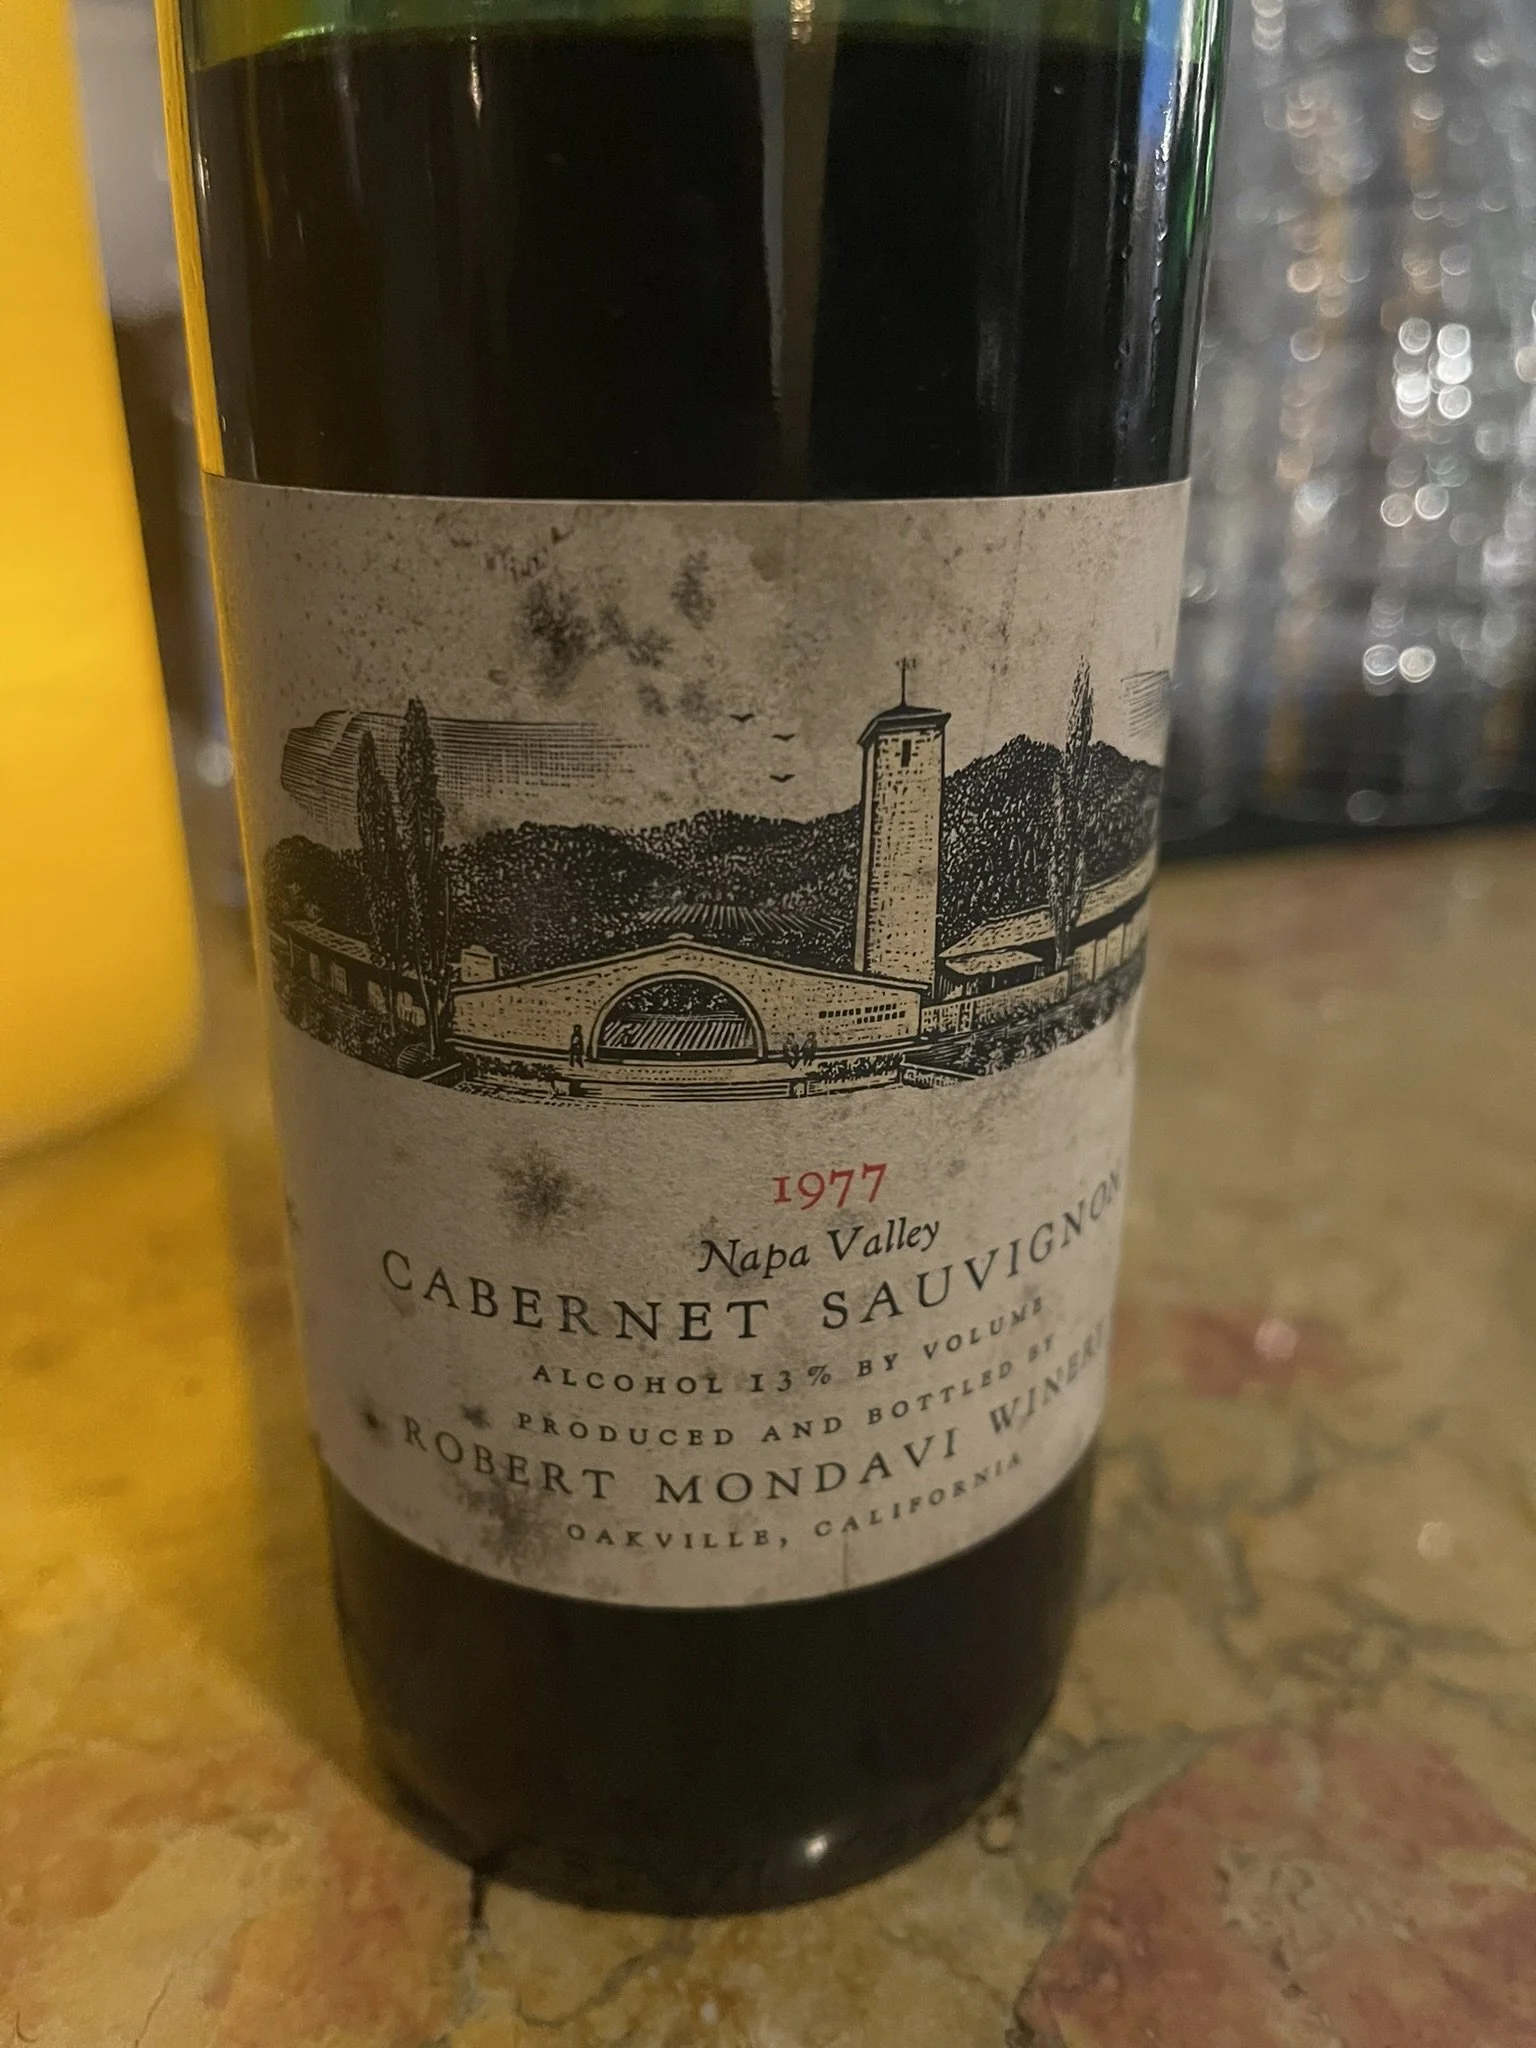 1977
Napa Valley
CABERNET SAUVIGNON
ALCOHOL 13% BY VOLUME
PRODUCED AND BOTTLED BY
ROBERT MONDAVI WINERY
OAKVILLE, CALIFORNIA